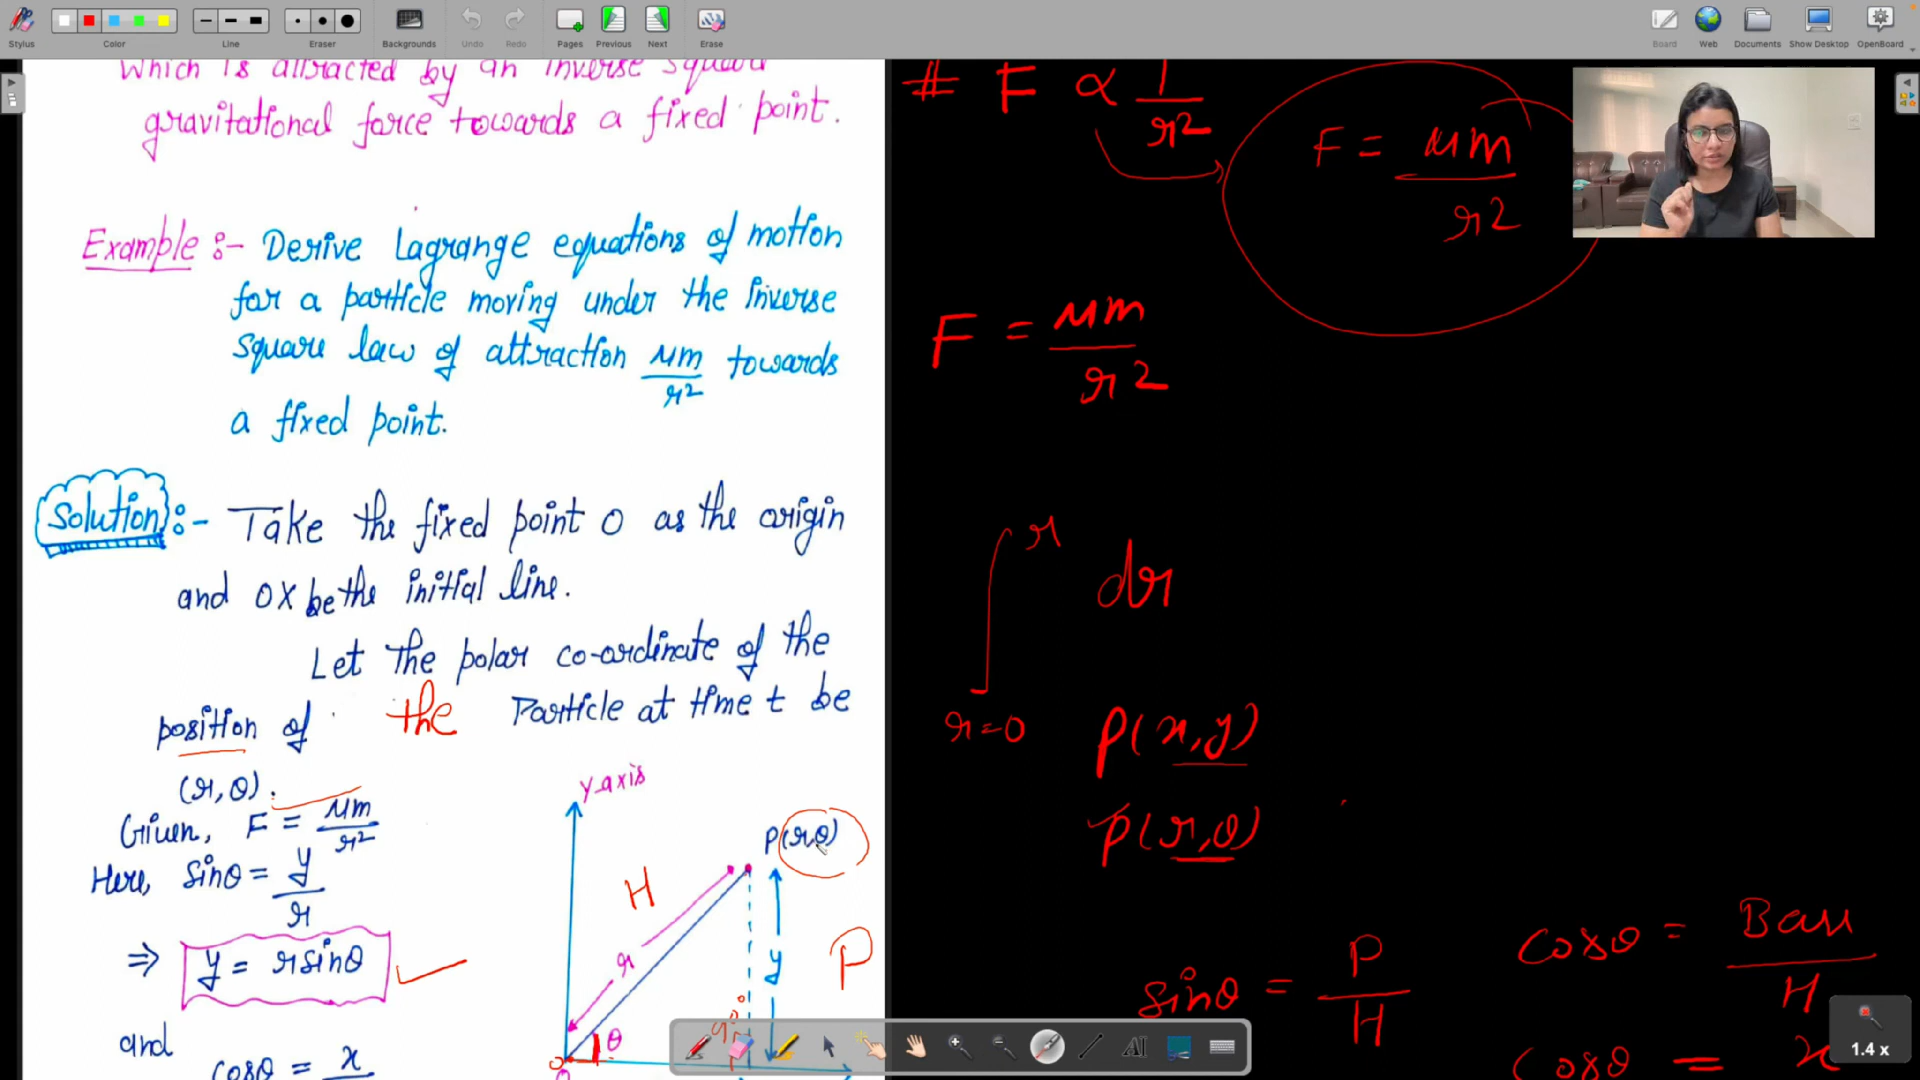 Stylus Color Line Eraser Backgrounds Undo Redo Pages Previous Next Erase Board Web Documents Show Desktop OpenBoard
Which is attracted by an inverse square
gravitational force towards a fixed point.
Example :- Derive Lagrange equations of motion
for a particle moving under the inverse
square law of attraction μm/r² towards
a fixed point.
Solution :- Take the fixed point O as the origin
and OX be the initial line.
Let the polar co-ordinate of the
position of the Particle at time t be
(r, θ).
Given, F = μm/r²
Here, sinθ = y/r
⇒ y = r sinθ
and
cosθ = x
y-axis
P(r,θ)
H
r
y
P
90°
θ
O
# F ∝ 1/r²
F = μm/r²
F = μm/r²
∫ r dr
r=0
P(x,y)
P(r,θ)
sinθ = P/H
cosθ = Base/H
cosθ = x
1.4 x